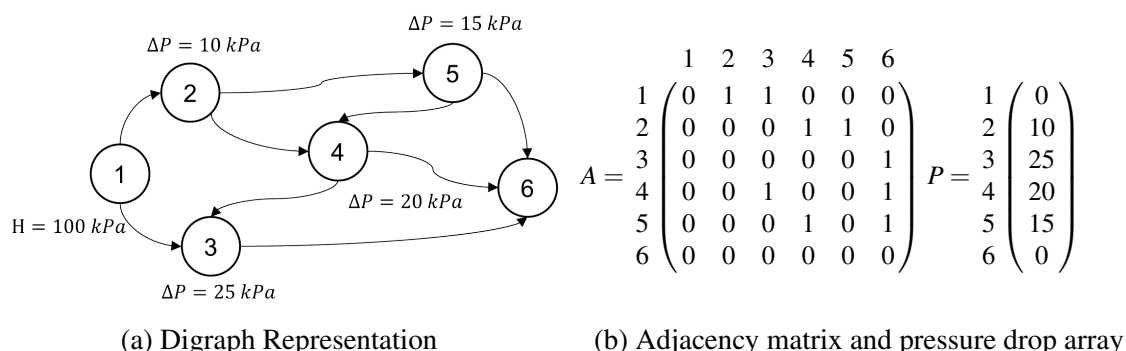 ΔP = 15 kPa
ΔP = 10 kPa
5
2
4
1
6
ΔP = 20 kPa
H = 100 kPa
3
ΔP = 25 kPa
(a) Digraph Representation
1 2 3 4 5 6
1 0 1 1 0 0 0
2 0 0 0 1 1 0
3 0 0 0 0 0 1
A = 4 0 0 1 0 0 1
5 0 0 0 1 0 1
6 0 0 0 0 0 0
1 0
2 10
3 25
P = 4 20
5 15
6 0
(b) Adjacency matrix and pressure drop array